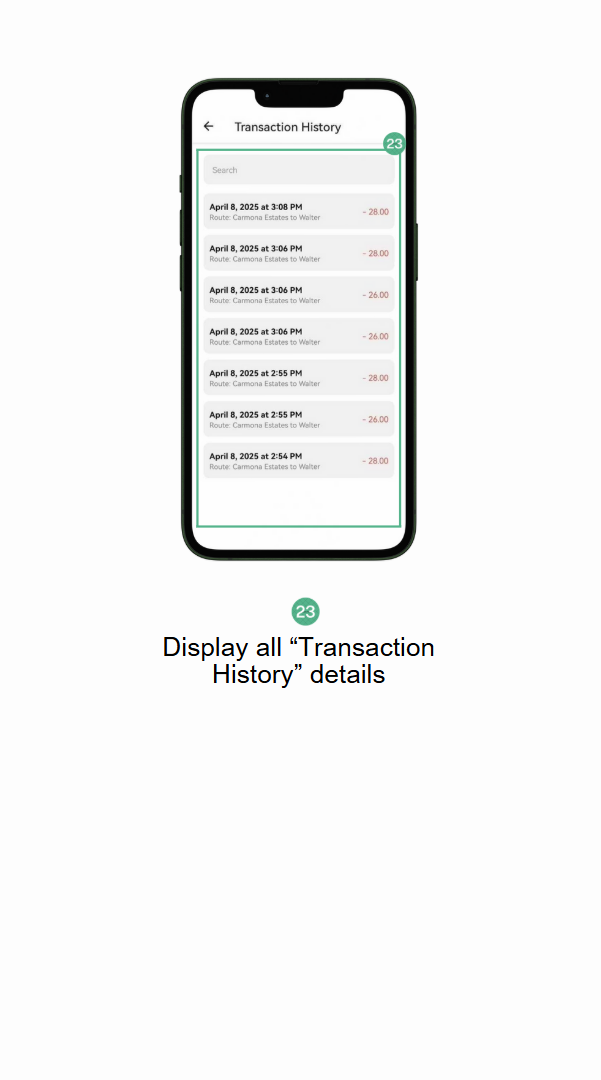 Transaction History
23
Search
April 8, 2025 at 3:08 PM
Route: Carmona Estates to Walter
- 28.00
April 8, 2025 at 3:06 PM
Route: Carmona Estates to Walter
- 28.00
April 8, 2025 at 3:06 PM
Route: Carmona Estates to Walter
- 26.00
April 8, 2025 at 3:06 PM
Route: Carmona Estates to Walter
- 26.00
April 8, 2025 at 2:55 PM
Route: Carmona Estates to Walter
- 28.00
April 8, 2025 at 2:55 PM
Route: Carmona Estates to Walter
- 26.00
April 8, 2025 at 2:54 PM
Route: Carmona Estates to Walter
- 28.00
23
Display all “Transaction
History” details